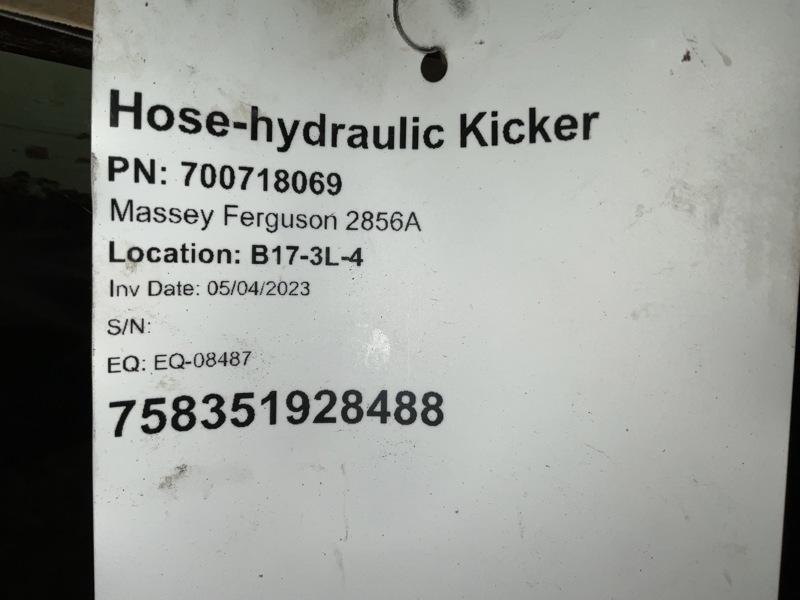 Hose-hydraulic Kicker
PN: 700718069
Massey Ferguson 2856A
Location: B17-3L-4
Inv Date: 05/04/2023
S/N:
EQ: EQ-08487
758351928488